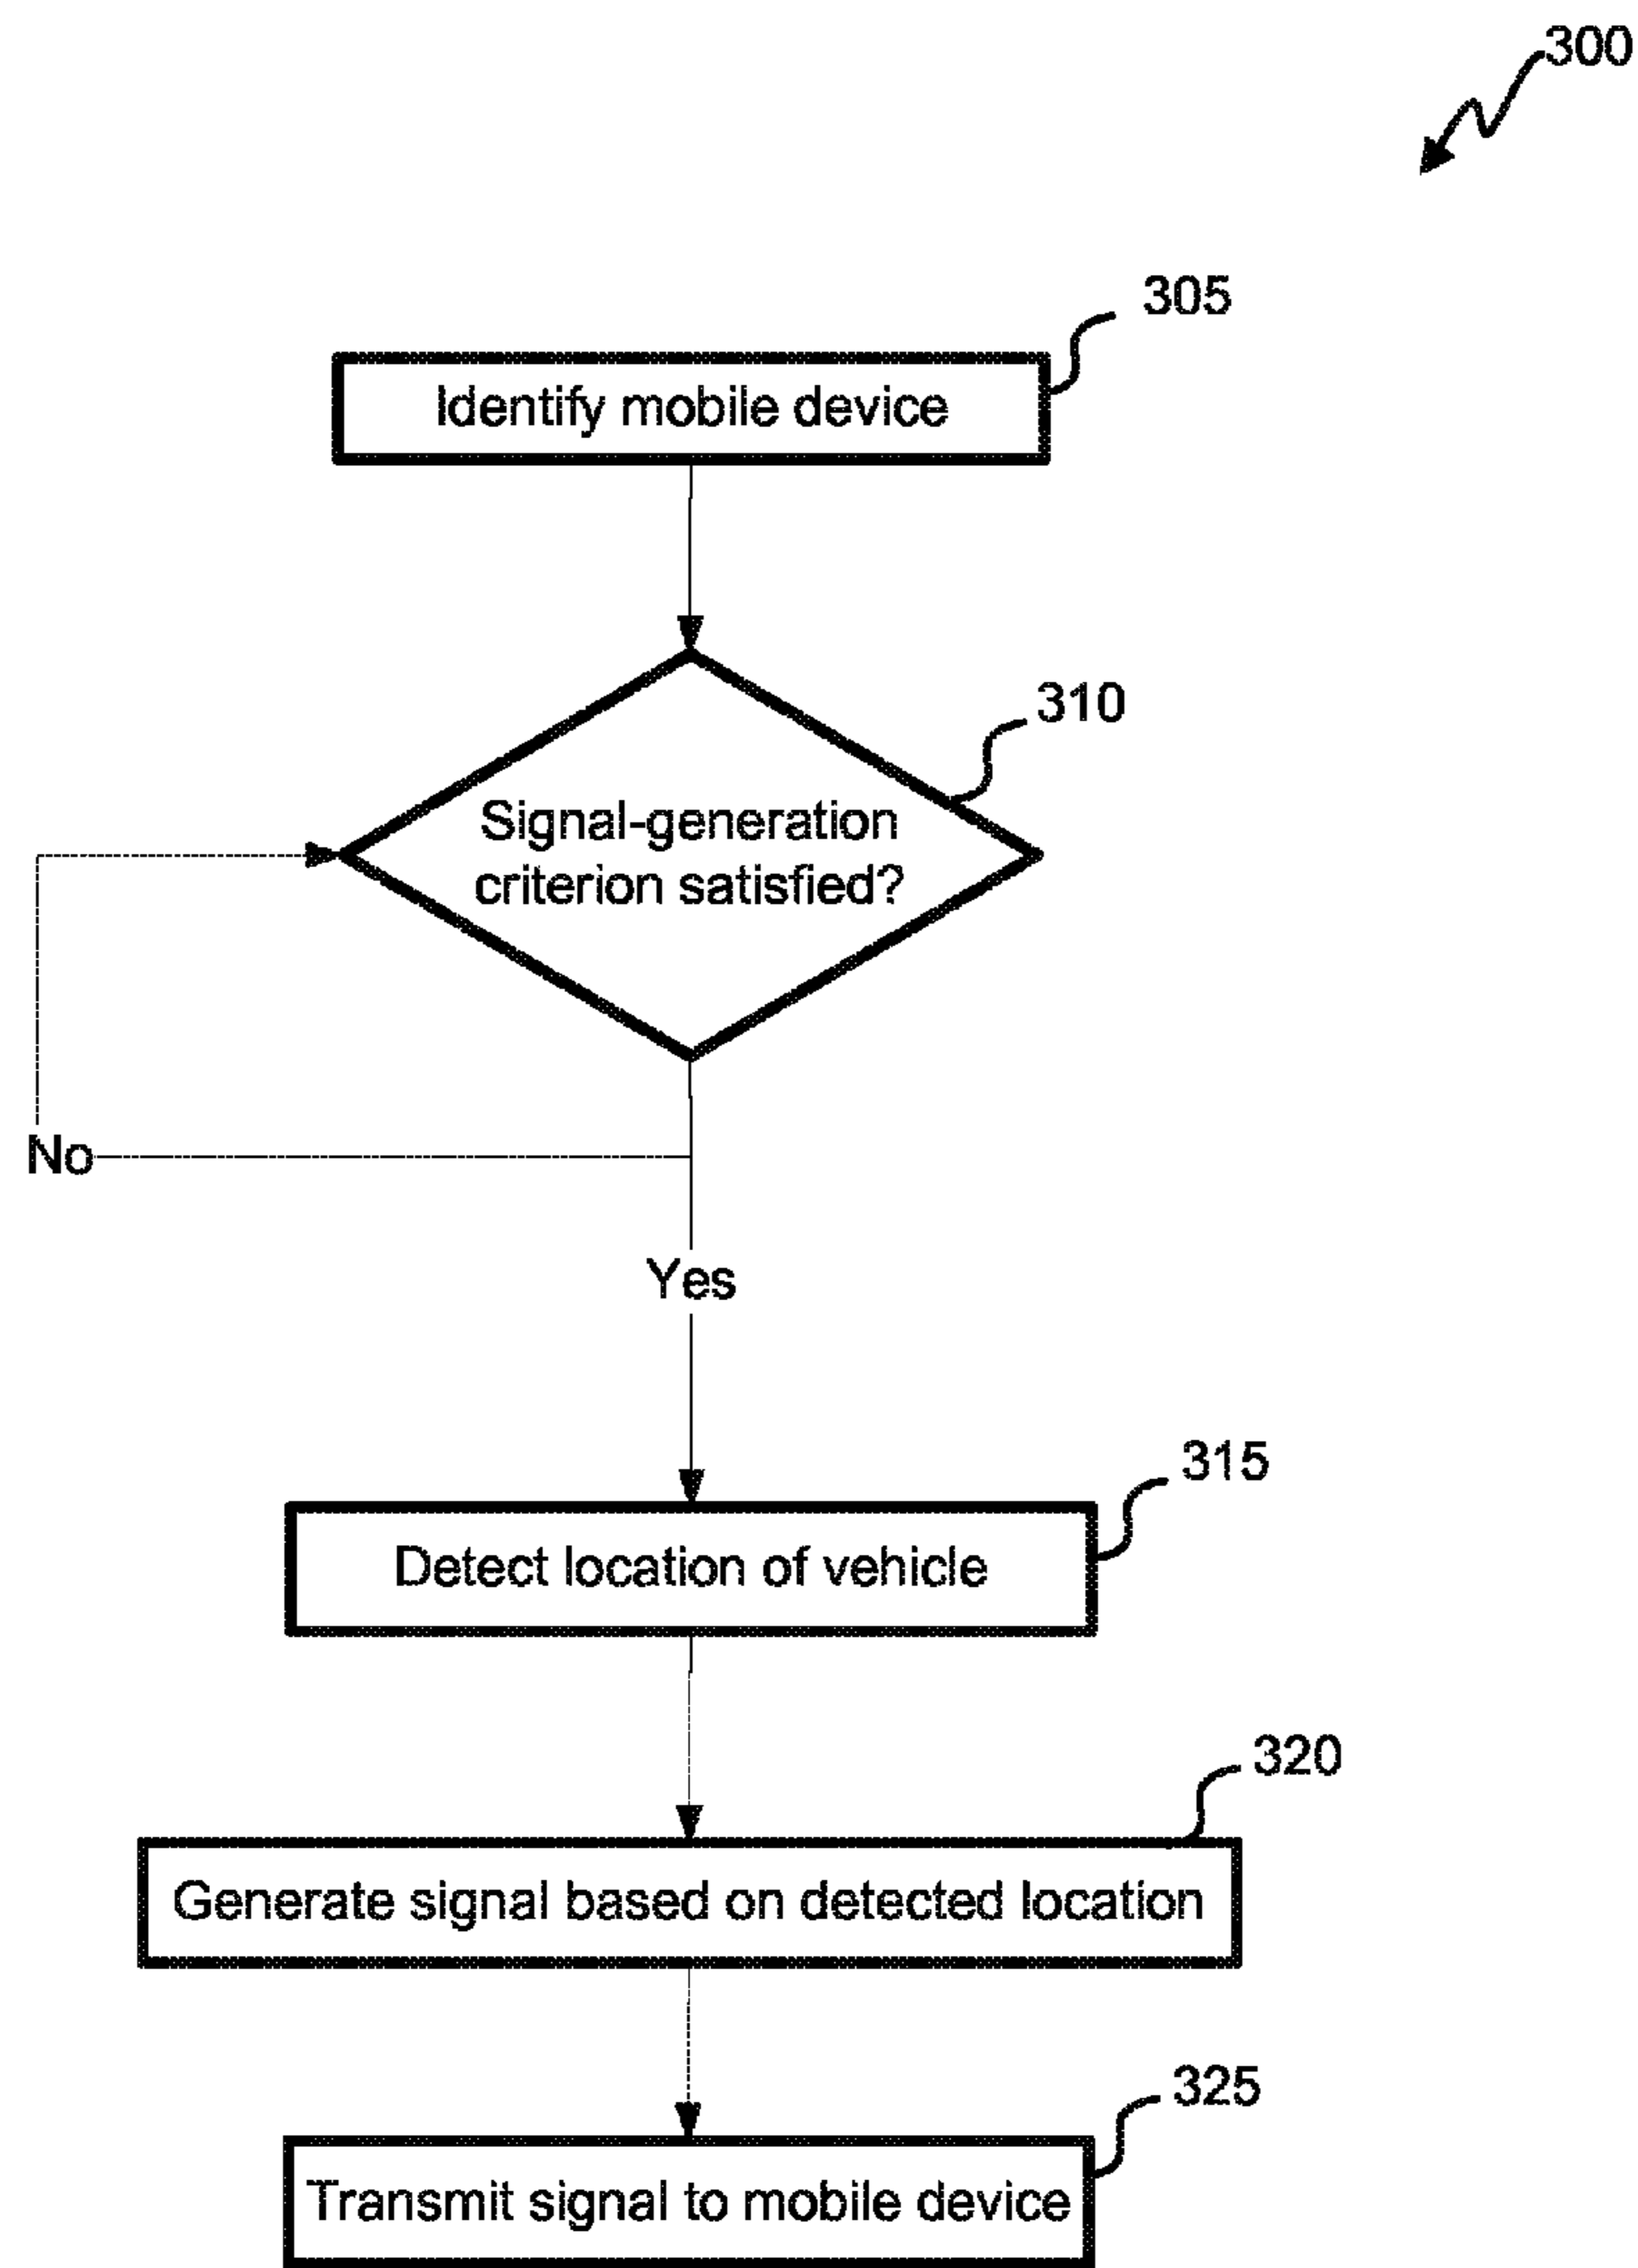 300
305
Identify mobile device
310
Signal-generation
criterion satisfied?
No
Yes
315
Detect location of vehicle
320
Generate signal based on detected location
325
Transmit signal to mobile device